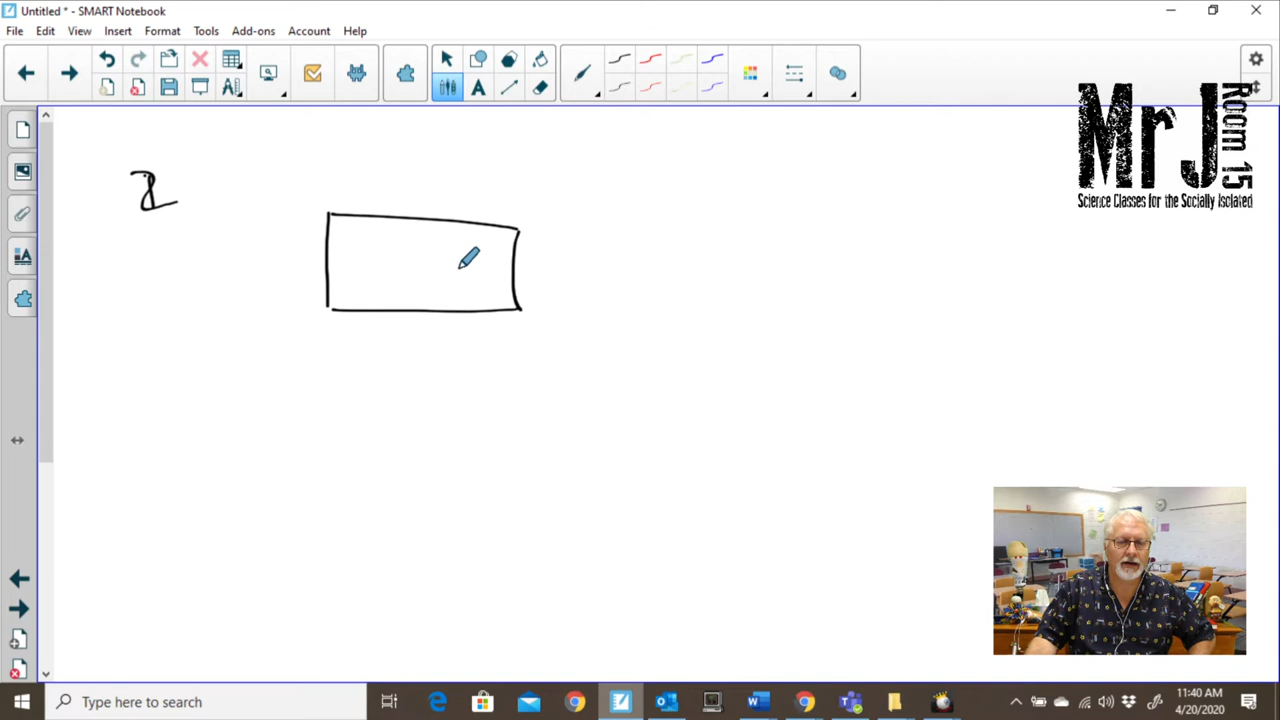 Untitled * - SMART Notebook
File Edit View Insert Format Tools Add-ons Account Help
Mr J
Room 15
Science Classes for the Socially Isolated
2
Type here to search
11:40 AM
4/20/2020